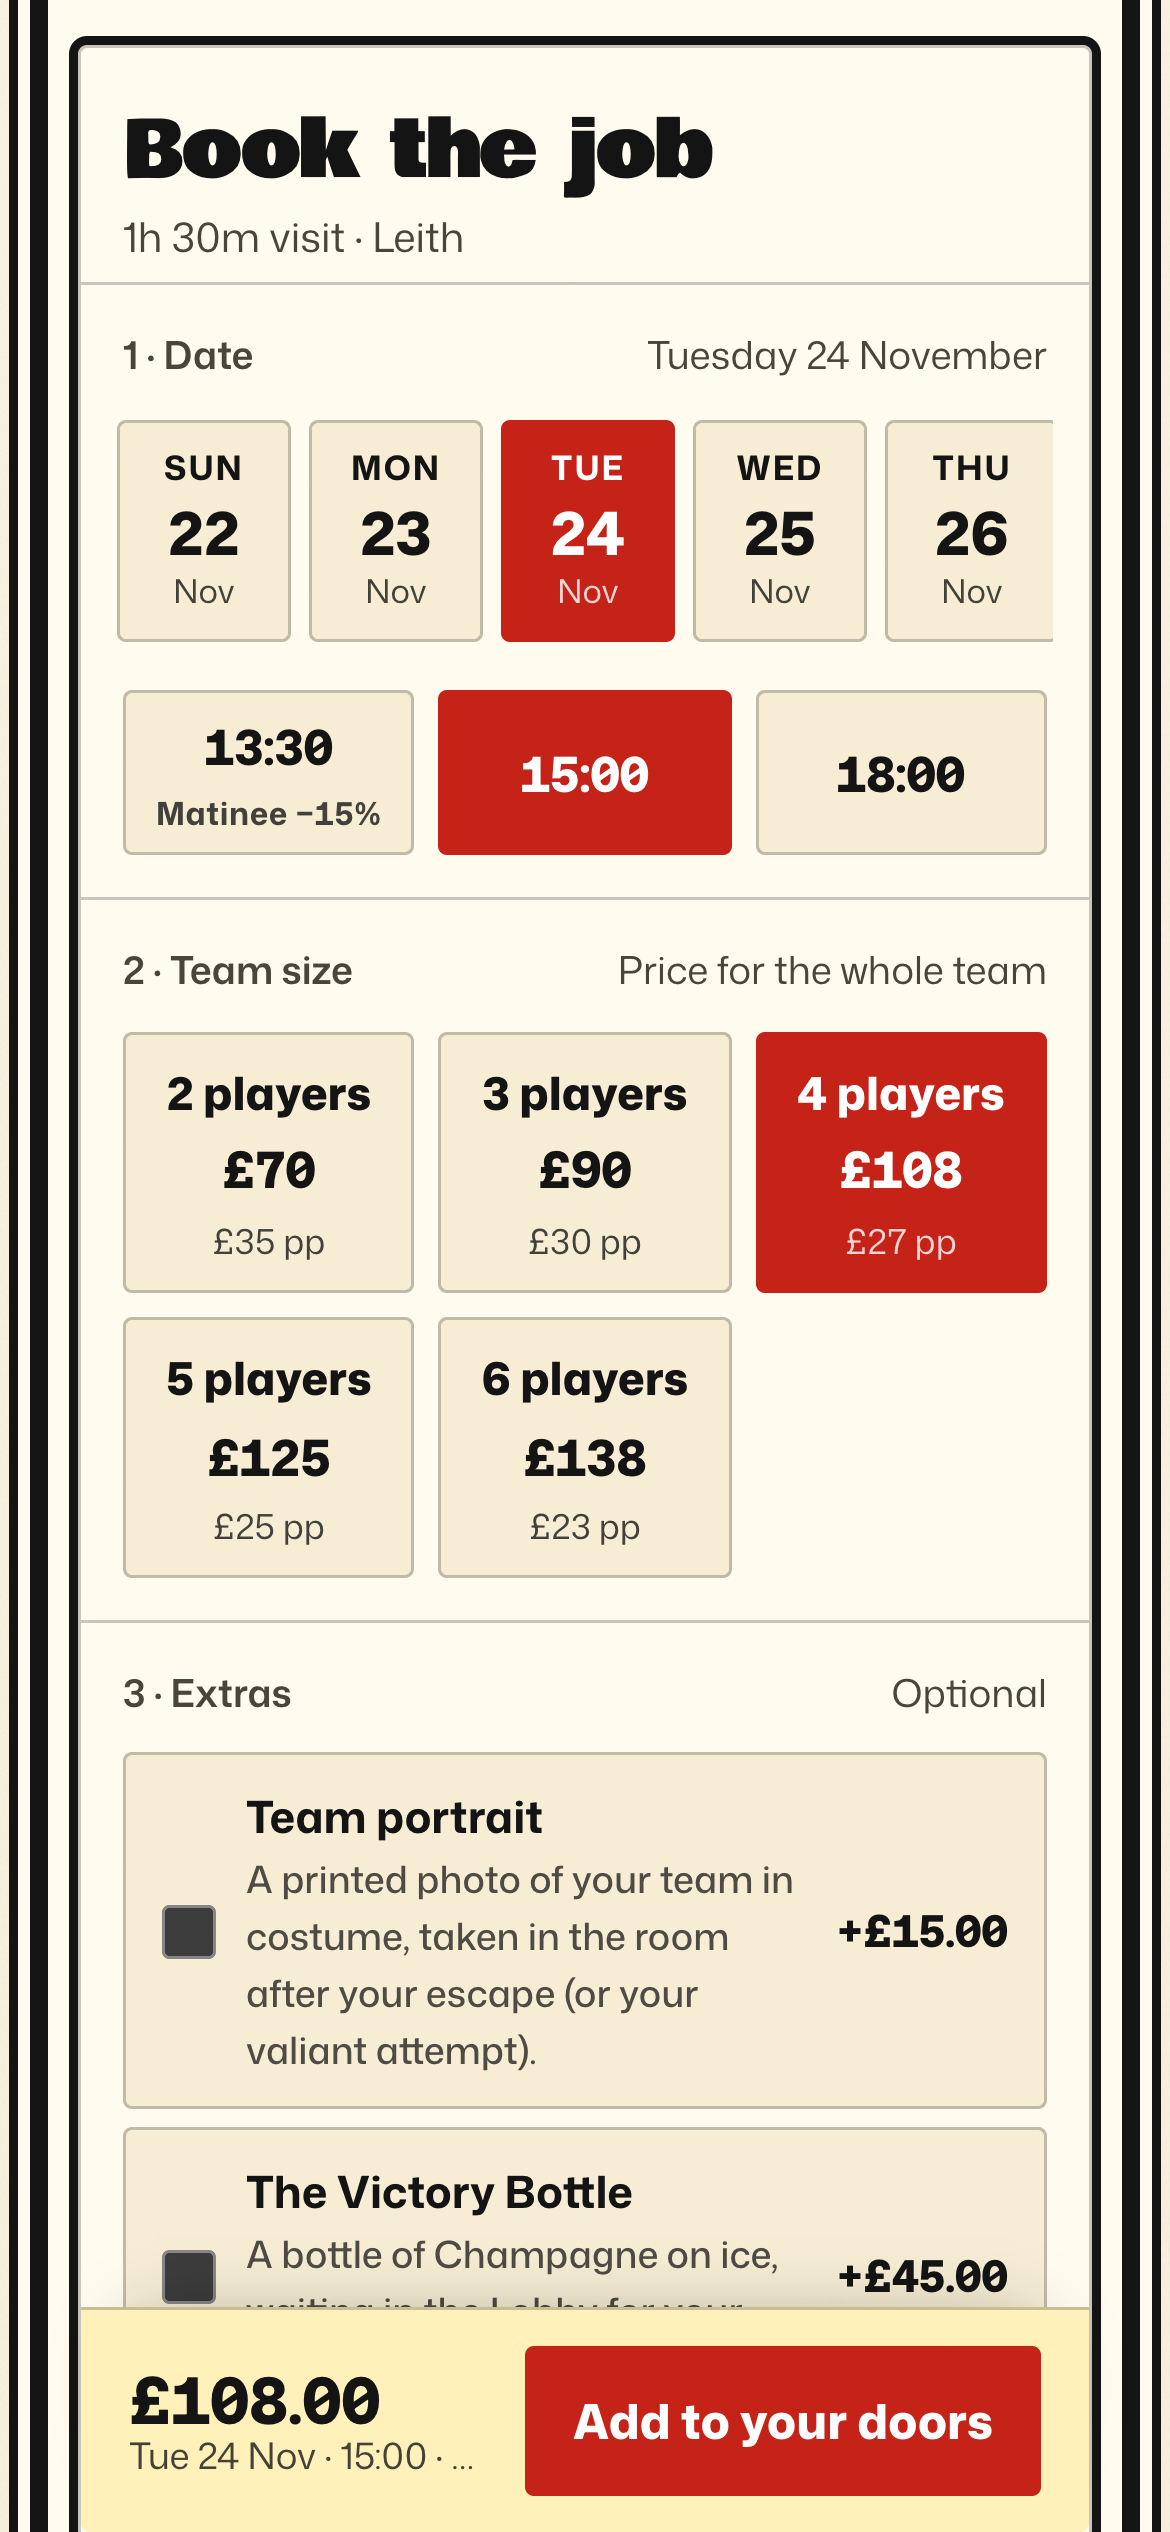 Book the job
1h 30m visit · Leith
1 · Date
Tuesday 24 November
SUN
22
Nov
MON
23
Nov
TUE
24
Nov
WED
25
Nov
THU
26
Nov
13:30
Matinee −15%
15:00
18:00
2 · Team size
Price for the whole team
2 players
£70
£35 pp
3 players
£90
£30 pp
4 players
£108
£27 pp
5 players
£125
£25 pp
6 players
£138
£23 pp
3 · Extras
Optional
Team portrait
A printed photo of your team in
costume, taken in the room
after your escape (or your
valiant attempt).
+£15.00
The Victory Bottle
A bottle of Champagne on ice,
waiting in the Lobby for your
+£45.00
£108.00
Tue 24 Nov · 15:00 · ...
Add to your doors